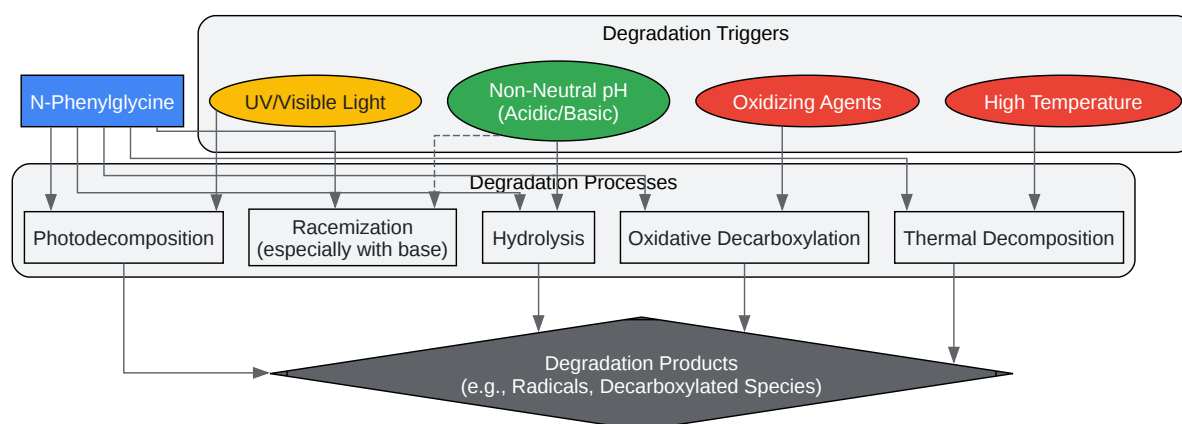 Degradation Triggers
N-Phenylglycine
UV/Visible Light
Non-Neutral pH
(Acidic/Basic)
Oxidizing Agents
High Temperature
Degradation Processes
Photodecomposition
Racemization
(especially with base)
Hydrolysis
Oxidative Decarboxylation
Thermal Decomposition
Degradation Products
(e.g., Radicals, Decarboxylated Species)